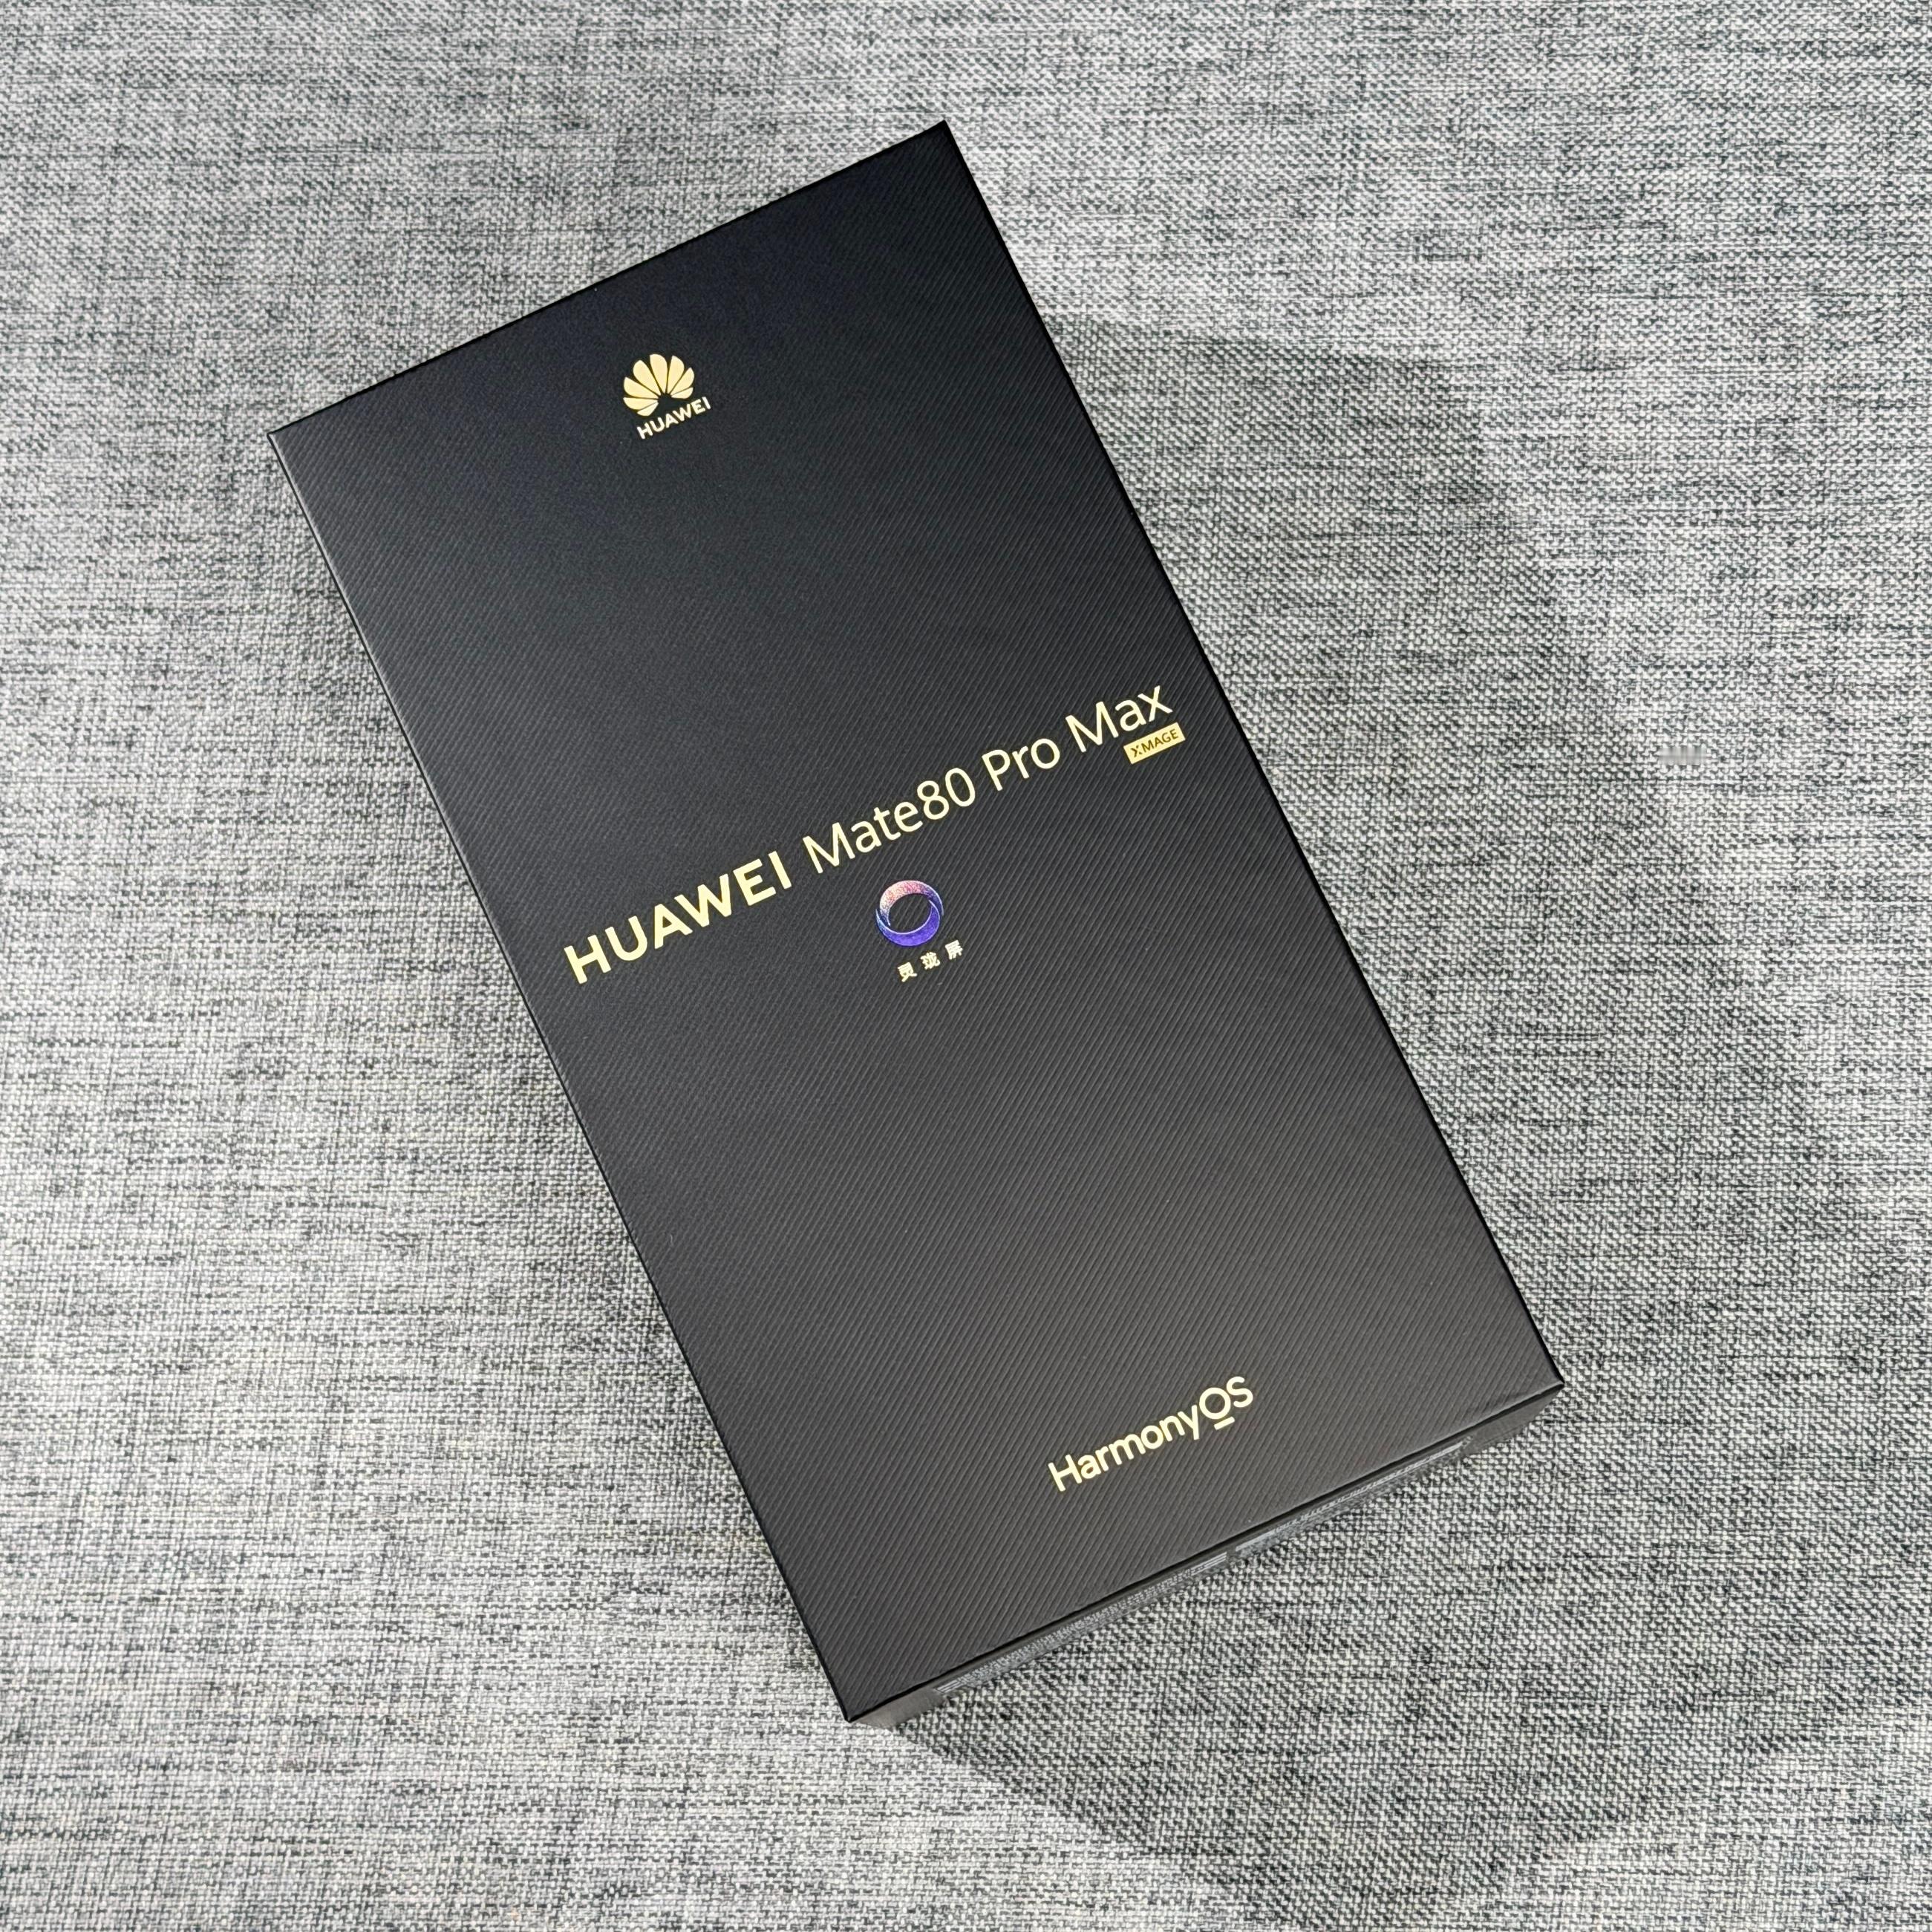 HUAWEI
HUAWEI Mate80 Pro Max
XMAGE
灵珑屏
HarmonyOS